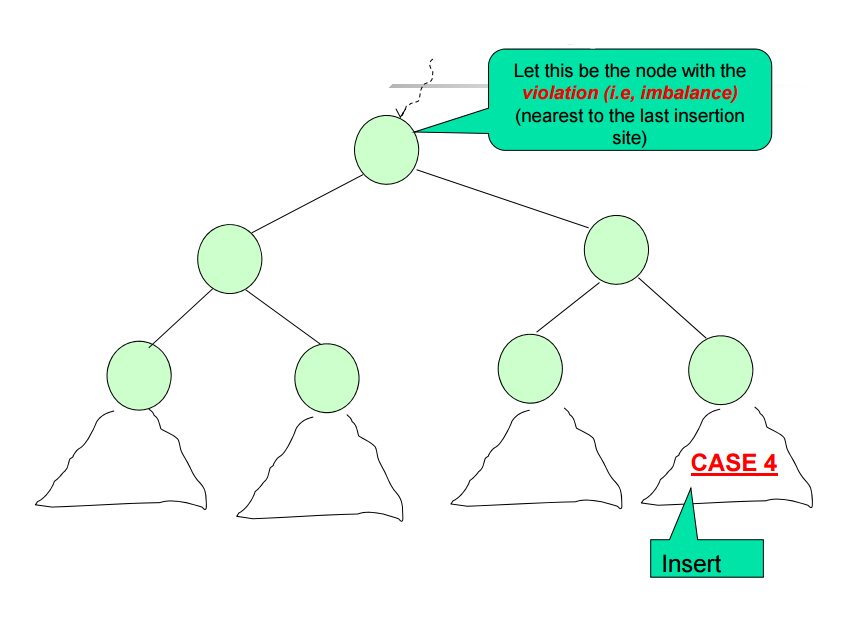 Let this be the node with the
violation (i.e, imbalance)
(nearest to the last insertion
site)
CASE 4
Insert